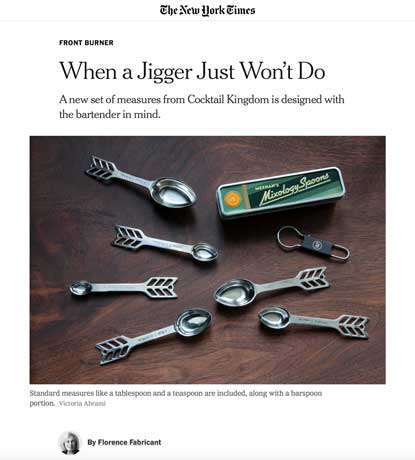 The New York Times
FRONT BURNER
When a Jigger Just Won't Do
A new set of measures from Cocktail Kingdom is designed with
the bartender in mind.
MEEHAN'S
Mixology Spoons
Standard measures like a tablespoon and a teaspoon are included, along with a barspoon
portion. Victoria Abrami
By Florence Fabricant